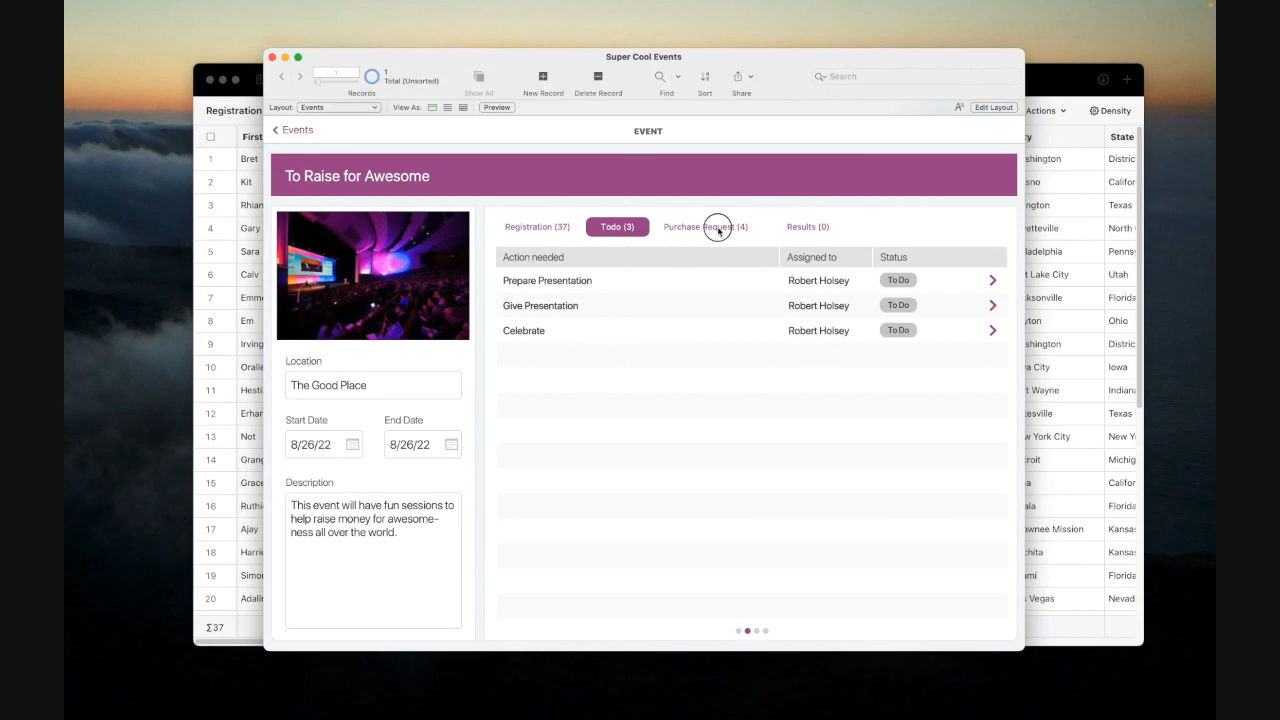 Super Cool Events
1
1
Total (Unsorted)
Records
Show All
New Record
Delete Record
Find
Sort
Share
Search
Layout: Events
View As:
Preview
Edit Layout
Events
EVENT
To Raise for Awesome
Location
The Good Place
Start Date
End Date
8/26/22
8/26/22
Description
This event will have fun sessions to
help raise money for awesome-
ness all over the world.
Registration (37)
Todo (3)
Purchase Request (4)
Results (0)
Action needed
Assigned to
Status
Prepare Presentation
Robert Holsey
To Do
Give Presentation
Robert Holsey
To Do
Celebrate
Robert Holsey
To Do
Registration
First
1 Bret
2 Kit
3 Rhian
4 Gary
5 Sara
6 Calv
7 Emm
8 Em
9 Irving
10 Oralie
11 Hesti
12 Erhar
13 Not
14 Grang
15 Grace
16 Ruthi
17 Ajay
18 Harrie
19 Simo
20 Adali
Σ37
Actions
Density
y
State
shington
Distric
sno
Califor
ington
Texas
etteville
North
adelphia
Pennsy
Lake City
Utah
ksonville
Florida
yton
Ohio
shington
Distric
a City
Iowa
t Wayne
Indiana
tesville
Texas
w York City
New Y
troit
Michig
a
Califor
ala
Florida
awnee Mission
Kansas
chita
Kansas
ami
Florida
s Vegas
Nevad